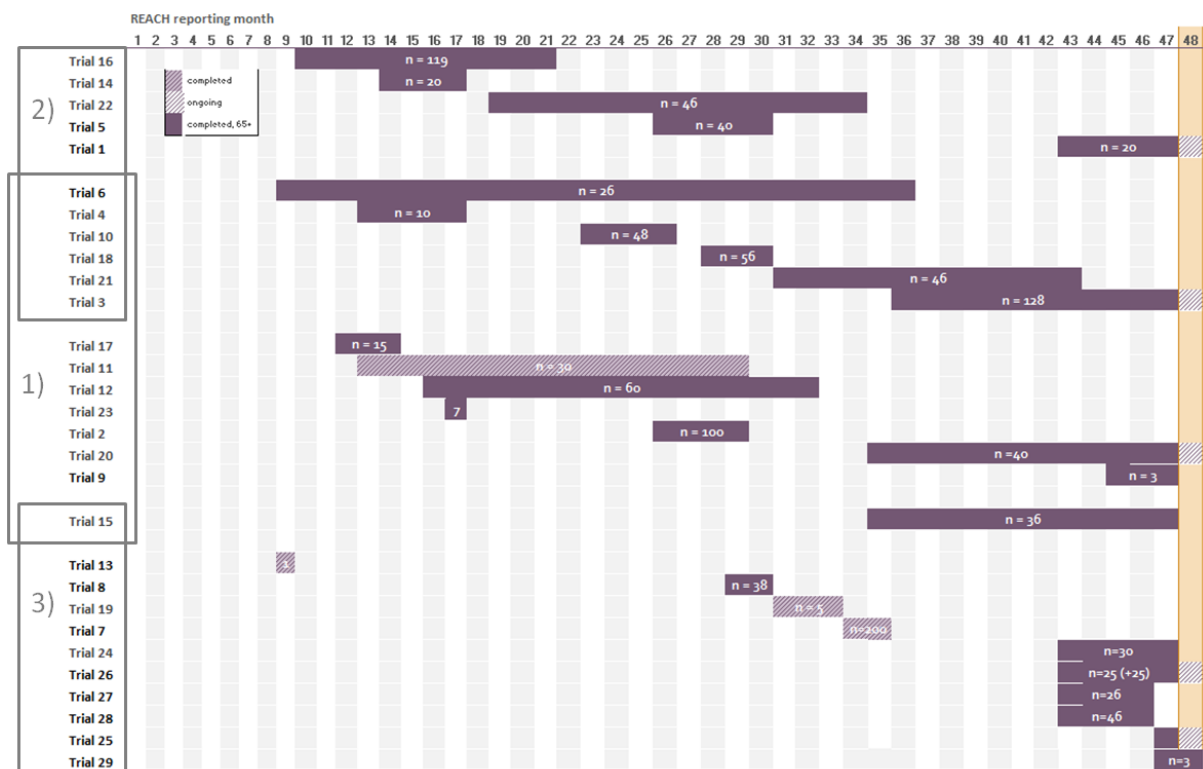 REACH reporting month
1 2 3 4 5 6 7 8 9 10 11 12 13 14 15 16 17 18 19 20 21 22 23 24 25 26 27 28 29 30 31 32 33 34 35 36 37 38 39 40 41 42 43 44 45 46 47 48
completed
ongoing
completed, 65+
2)
Trial 16 n = 119
Trial 14 n = 20
Trial 22 n = 46
Trial 5 n = 40
Trial 1 n = 20
Trial 6 n = 26
Trial 4 n = 10
Trial 10 n = 48
Trial 18 n = 56
Trial 21 n = 46
Trial 3 n = 128
1)
Trial 17 n = 15
Trial 11 n = 30
Trial 12 n = 60
Trial 23 7
Trial 2 n = 100
Trial 20 n =40
Trial 9 n = 3
Trial 15 n = 36
3)
Trial 13 1
Trial 8 n = 38
Trial 19 n = 5
Trial 7 n=200
Trial 24 n=30
Trial 26 n=25 (+25)
Trial 27 n=26
Trial 28 n=46
Trial 25
Trial 29 n=3